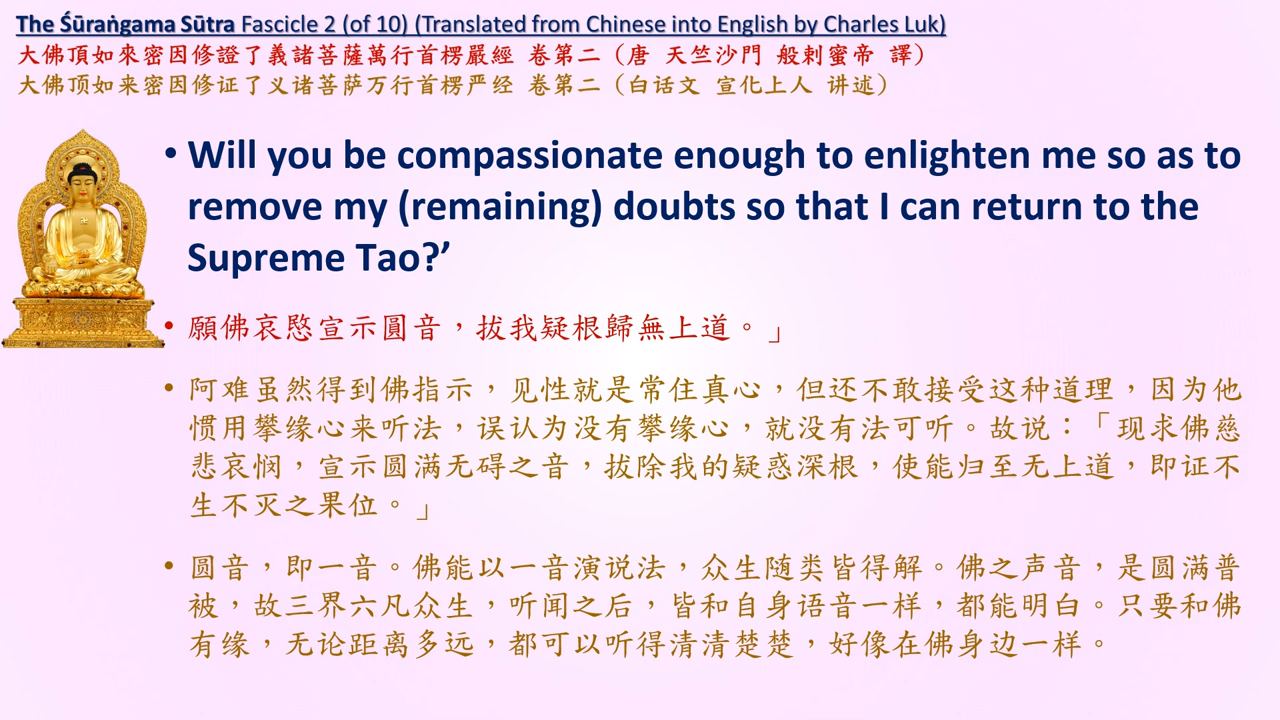 The Śūraṅgama Sūtra Fascicle 2 (of 10) (Translated from Chinese into English by Charles Luk)
大佛頂如來密因修證了義諸菩薩萬行首楞嚴經 卷第二（唐 天竺沙門 般剌蜜帝 譯）
大佛顶如来密因修证了义诸菩萨万行首楞严经 卷第二（白话文 宣化上人 讲述）
• Will you be compassionate enough to enlighten me so as to
remove my (remaining) doubts so that I can return to the
Supreme Tao?’
• 願佛哀愍宣示圓音，拔我疑根歸無上道。」
• 阿难虽然得到佛指示，见性就是常住真心，但还不敢接受这种道理，因为他
惯用攀缘心来听法，误认为没有攀缘心，就没有法可听。故说：「现求佛慈
悲哀悯，宣示圆满无碍之音，拔除我的疑惑深根，使能归至无上道，即证不
生不灭之果位。」
• 圆音，即一音。佛能以一音演说法，众生随类皆得解。佛之声音，是圆满普
被，故三界六凡众生，听闻之后，皆和自身语音一样，都能明白。只要和佛
有缘，无论距离多远，都可以听得清清楚楚，好像在佛身边一样。